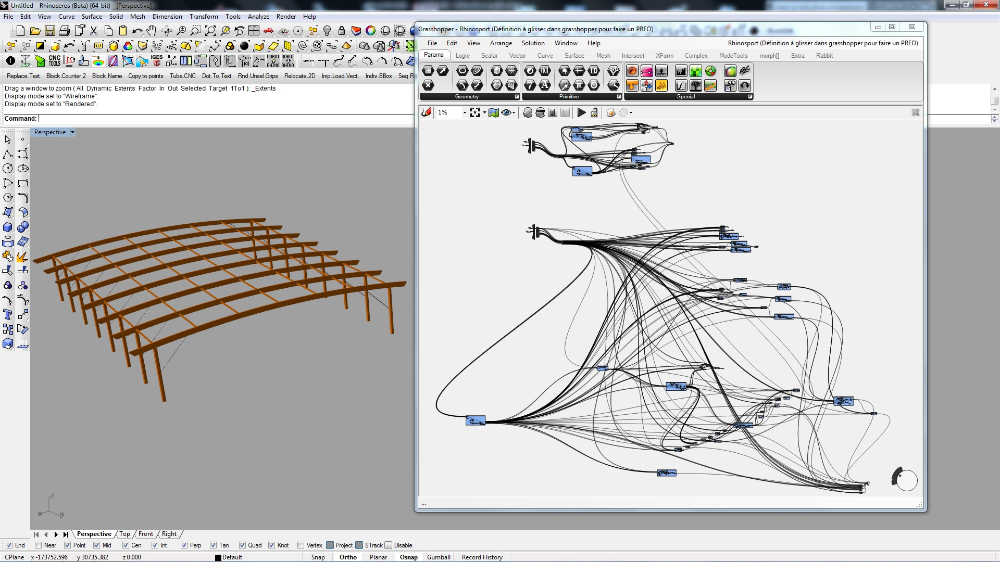 Untitled - Rhinoceros (Beta) (64-bit) - [Perspective]
File Edit View Curve Surface Solid Mesh Dimension Transform Tools Analyze Render Help
CNC TOOLS IGES ROBOT RHINO ROBOT RHINO
Replace.Text Block.Counter.2 Block.Name Copy to points Tube.CNC Dot.To.Text Rnd.Unsel.Grips Relocate.2D Imp.Load.Vect. Indiv.BBox Seq.R
Drag a window to zoom ( All Dynamic Extents Factor In Out Selected Target 1To1 ): _Extents
Display mode set to "Wireframe".
Display mode set to "Rendered".
Command:
Perspective
z
x
y
Grasshopper - Rhinosport (Définition à glisser dans grasshopper pour faire un PREO)
File Edit View Arrange Solution Window Help Rhinosport (Définition à glisser dans grasshopper pour faire un PREO)
Params Logic Scalar Vector Curve Surface Mesh Intersect XForm Complex ModeTools morph[] Extra Rabbit
Geometry Primitive Special
1%
...
Perspective Top Front Right
End Near Point Mid Cen Int Perp Tan Quad Knot Vertex Project STrack Disable
CPlane x -173752.596 y 30735.382 z 0.000 Default Snap Ortho Planar Osnap Gumball Record History